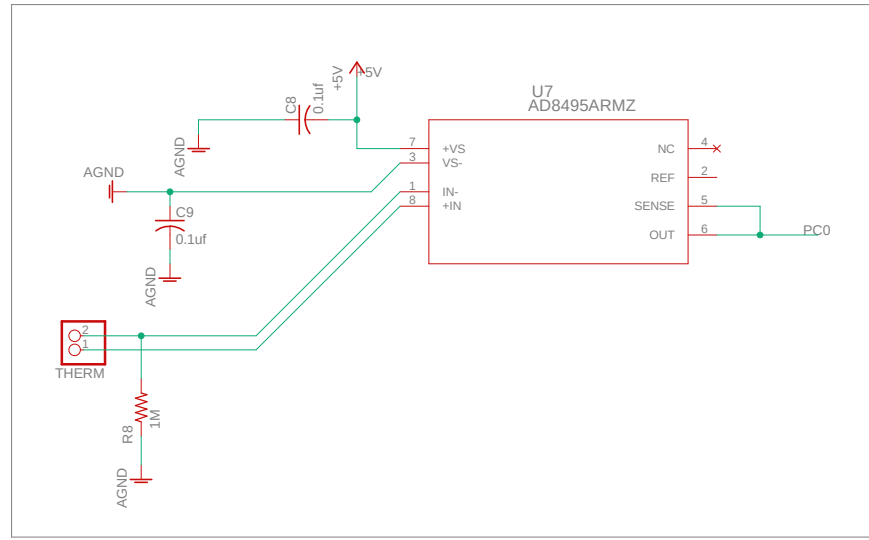 +5V
+5V
C8
0.1uf
AGND
AGND
C9
0.1uf
AGND
U7
AD8495ARMZ
7
+VS
3
VS-
1
IN-
8
+IN
NC
4
REF
2
SENSE
5
OUT
6
PC0
2
1
THERM
R8
1M
AGND